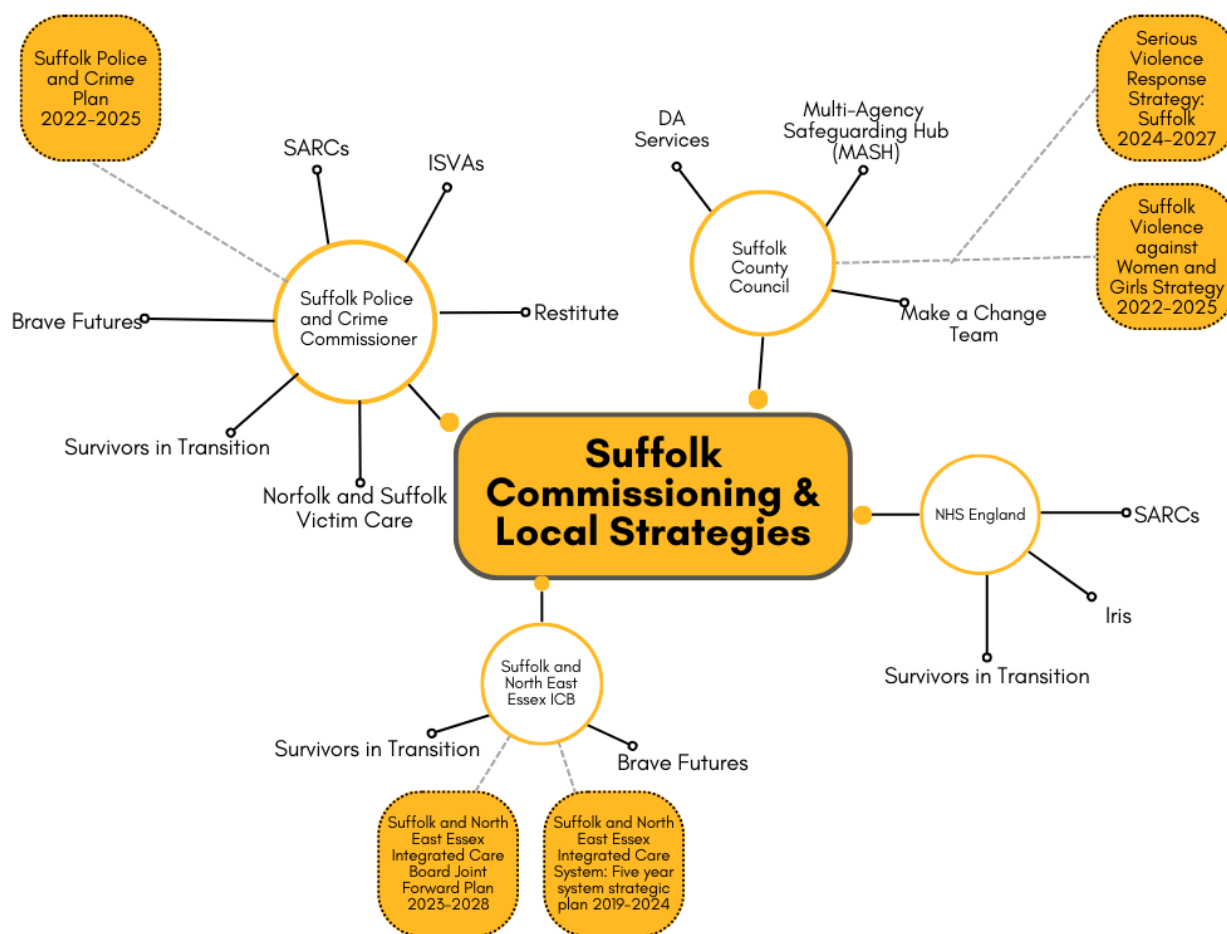 Suffolk Police
and Crime
Plan
2022-2025
SARCs
ISVAs
Brave Futures
Suffolk Police
and Crime
Commissioner
Restitute
Survivors in Transition
Norfolk and Suffolk
Victim Care
DA
Services
Multi-Agency
Safeguarding Hub
(MASH)
Suffolk
County
Council
Make a Change
Team
Serious
Violence
Response
Strategy:
Suffolk
2024-2027
Suffolk
Violence
against
Women and
Girls Strategy
2022-2025
Suffolk
Commissioning &
Local Strategies
NHS England
SARCs
Iris
Survivors in Transition
Suffolk and
North East
Essex ICB
Survivors in Transition
Brave Futures
Suffolk and North
East Essex
Integrated Care
Board Joint
Forward Plan
2023-2028
Suffolk and North
East Essex
Integrated Care
System: Five year
system strategic
plan 2019-2024